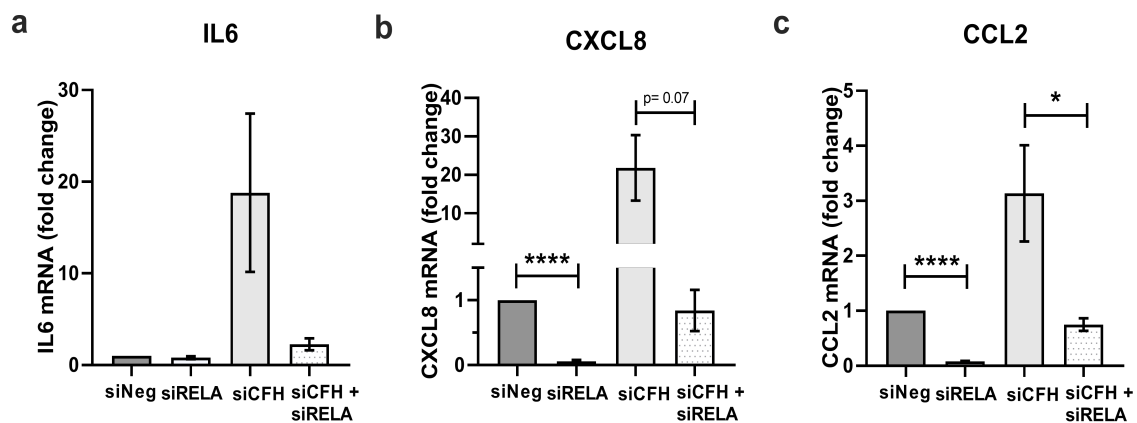 a
IL6
IL6 mRNA (fold change)
30
20
10
0
siNeg siRELA siCFH siCFH +
siRELA
b
CXCL8
CXCL8 mRNA (fold change)
50
40
30
20
10
1
0
p= 0.07
****
siNeg siRELA siCFH siCFH +
siRELA
c
CCL2
CCL2 mRNA (fold change)
5
4
3
2
1
0
*
****
siNeg siRELA siCFH siCFH +
siRELA